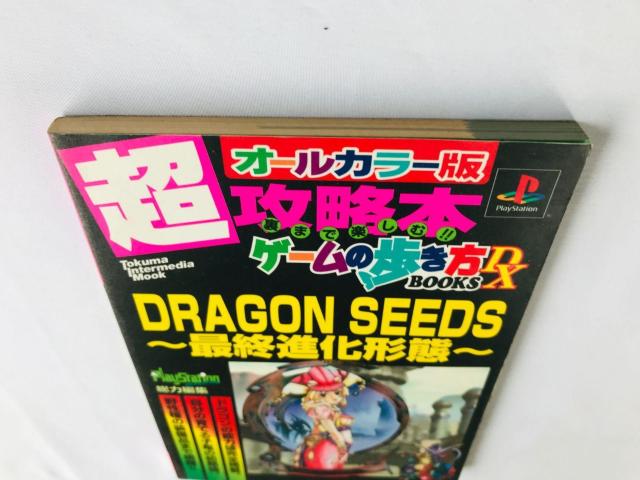 オールカラー版
超
攻略本
裏まで楽しむ!!
ゲームの歩き方
BOOKS
DX
PlayStation
Tokuma
Intermedia
Mook
DRAGON SEEDS
〜最終進化形態〜
PlayStation
総力編集